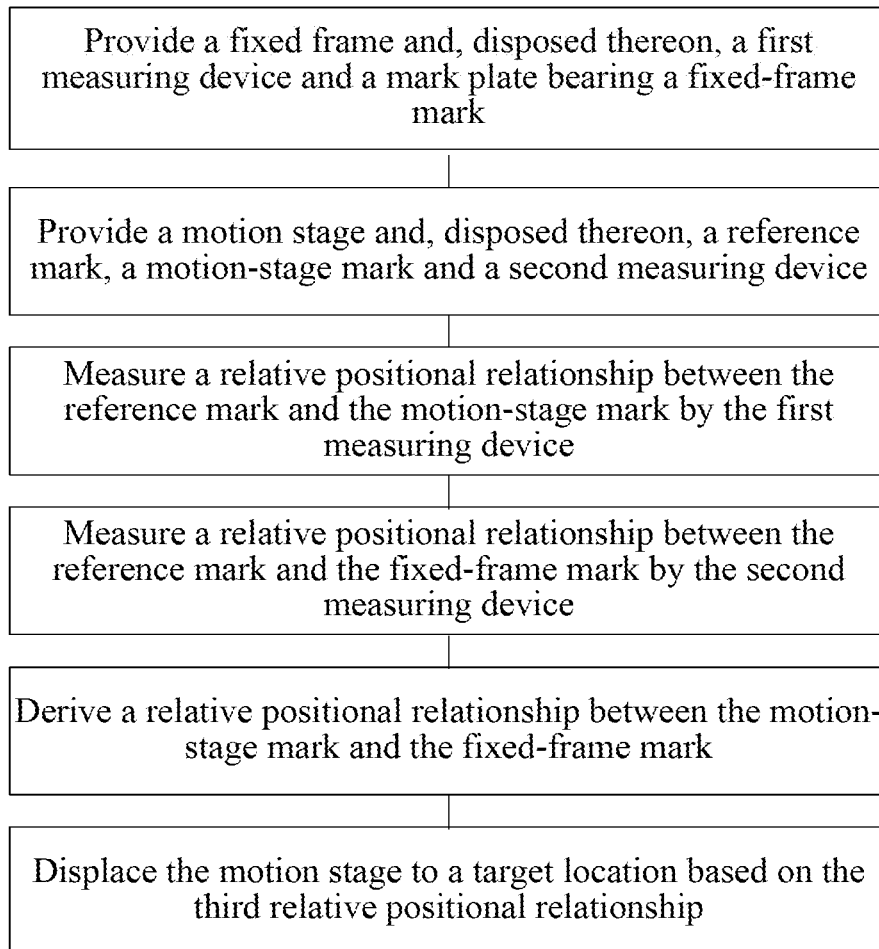 Provide a fixed frame and, disposed thereon, a first
measuring device and a mark plate bearing a fixed-frame
mark
Provide a motion stage and, disposed thereon, a reference
mark, a motion-stage mark and a second measuring device
Measure a relative positional relationship between the
reference mark and the motion-stage mark by the first
measuring device
Measure a relative positional relationship between the
reference mark and the fixed-frame mark by the second
measuring device
Derive a relative positional relationship between the motion-
stage mark and the fixed-frame mark
Displace the motion stage to a target location based on the
third relative positional relationship